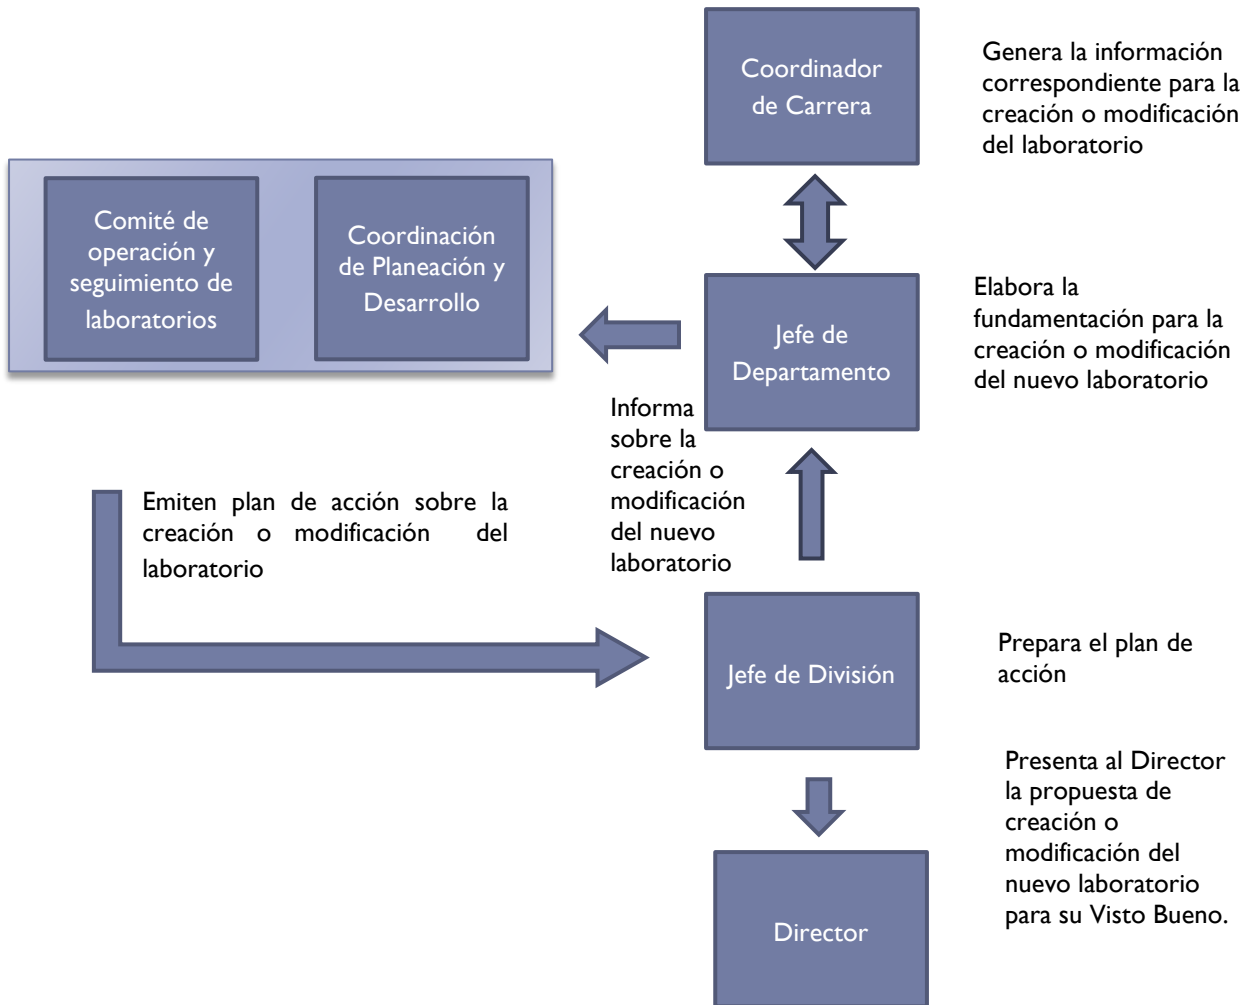 Coordinador
de Carrera
Genera la información
correspondiente para la
creación o modificación
del laboratorio
Comité de
operación y
seguimiento de
laboratorios
Coordinación
de Planeación y
Desarrollo
Jefe de
Departamento
Elabora la
fundamentación para la
creación o modificación
del nuevo laboratorio
Informa
sobre la
creación o
modificación
del nuevo
laboratorio
Emiten plan de acción sobre la
creación o modificación del
laboratorio
Jefe de División
Prepara el plan de
acción
Presenta al Director
la propuesta de
creación o
modificación del
nuevo laboratorio
para su Visto Bueno.
Director